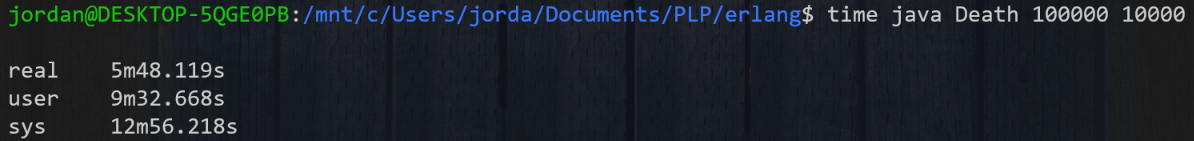 jordan@DESKTOP-5QGE0PB:/mnt/c/Users/jorda/Documents/PLP/erlang$ time java Death 100000 10000
real 5m48.119s
user 9m32.668s
sys 12m56.218s